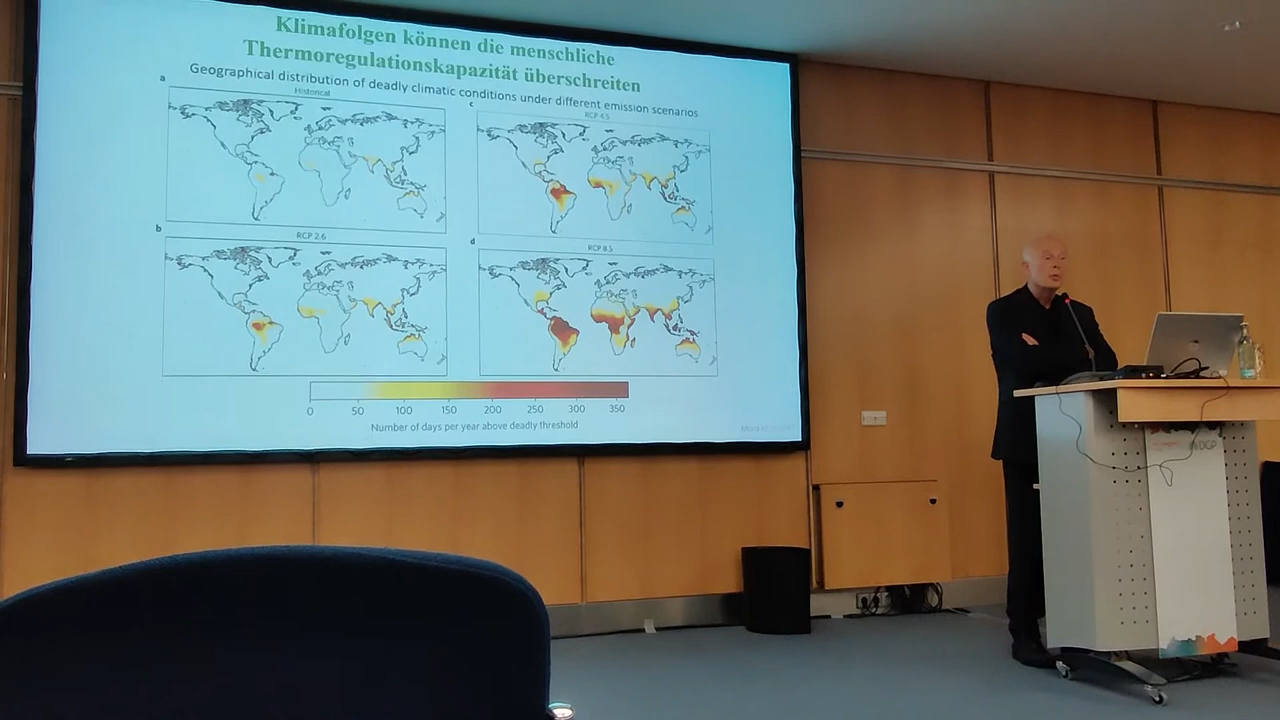 Klimafolgen können die menschliche
Thermoregulationskapazität überschreiten
Geographical distribution of deadly climatic conditions under different emission scenarios
a
Historical
c
RCP 4.5
b
RCP 2.6
d
RCP 8.5
0 50 100 150 200 250 300 350
Number of days per year above deadly threshold
DGP